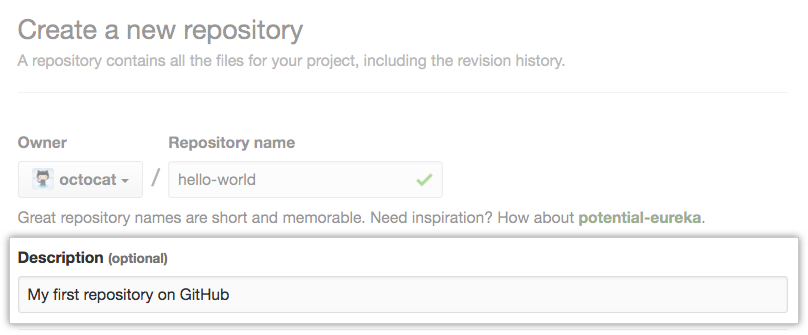 Create a new repository
A repository contains all the files for your project, including the revision history.
Owner Repository name
octocat / hello-world
Great repository names are short and memorable. Need inspiration? How about potential-eureka.
Description (optional)
My first repository on GitHub